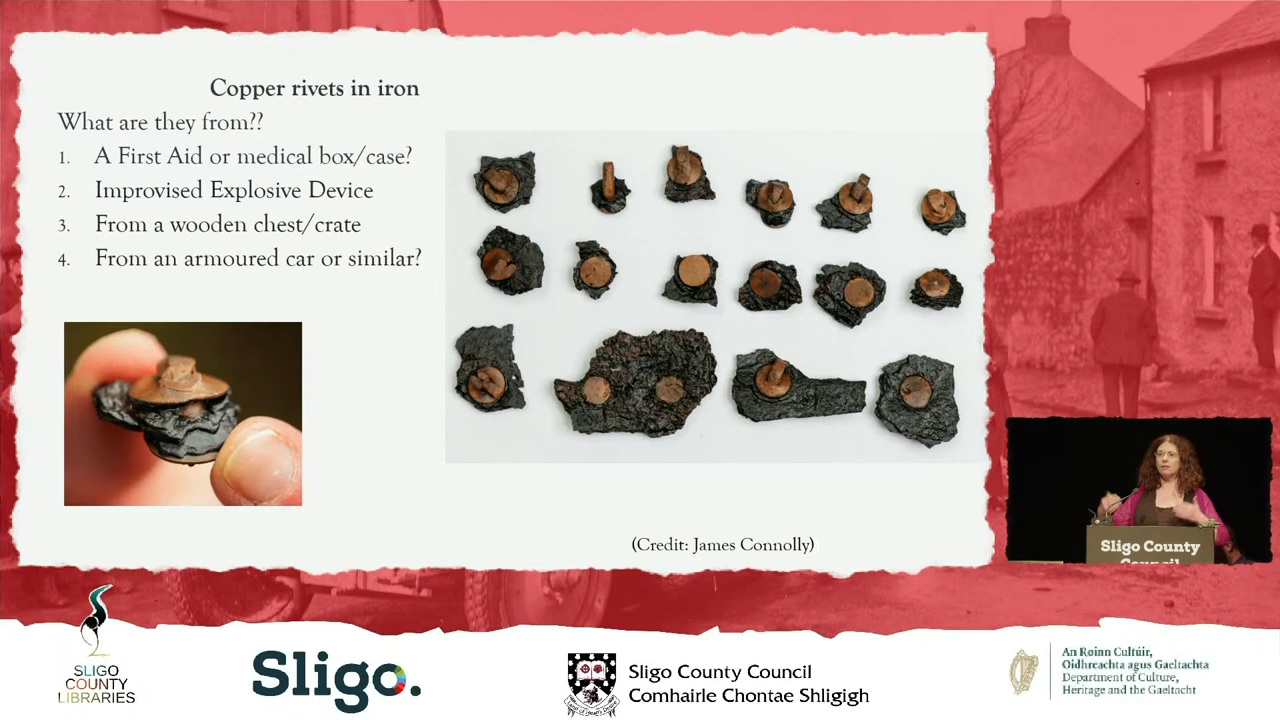 Copper rivets in iron
What are they from??
1. A First Aid or medical box/case?
2. Improvised Explosive Device
3. From a wooden chest/crate
4. From an armoured car or similar?
(Credit: James Connolly)
Sligo County
Council
SLIGO
COUNTY
LIBRARIES
Sligo.
Sligo County Council
Comhairle Chontae Shligigh
An Roinn Cultúir,
Oidhreachta agus Gaeltachta
Department of Culture,
Heritage and the Gaeltacht